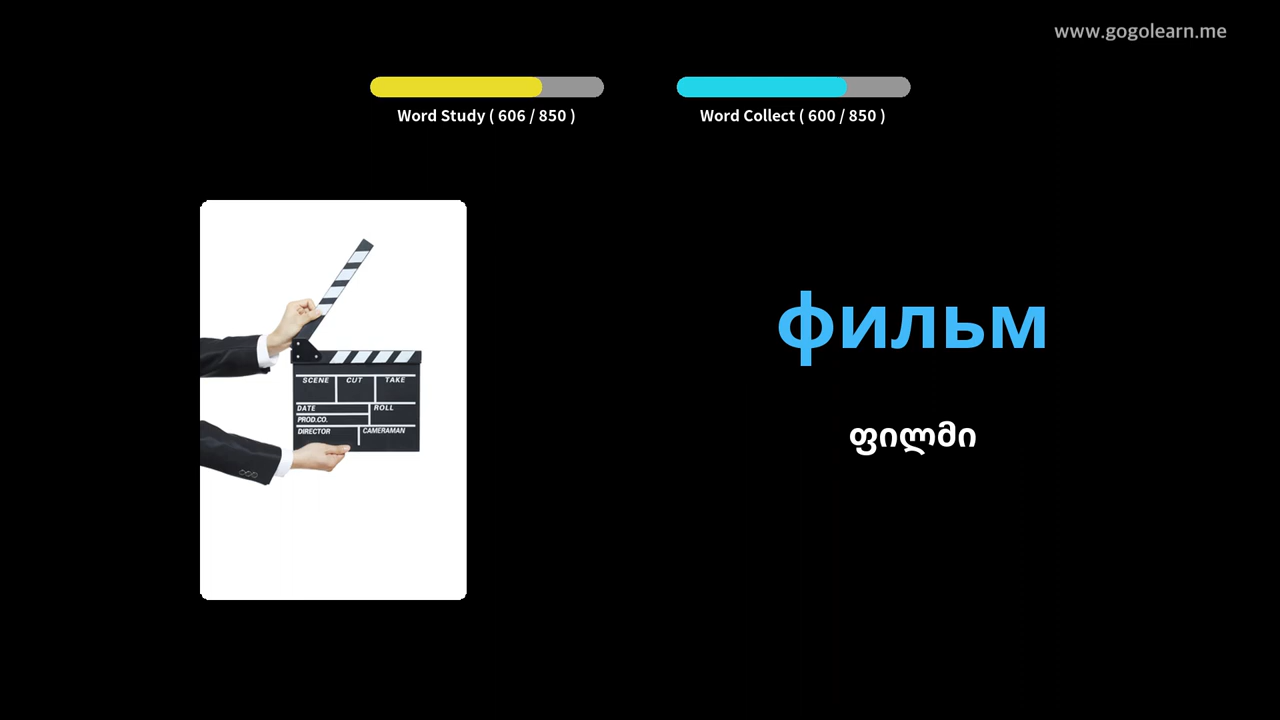 www.gogolearn.me
Word Study ( 606 / 850 )
Word Collect ( 600 / 850 )
SCENE CUT TAKE
DATE ROLL
PROD.CO.
DIRECTOR CAMERAMAN
фильм
ფილმი